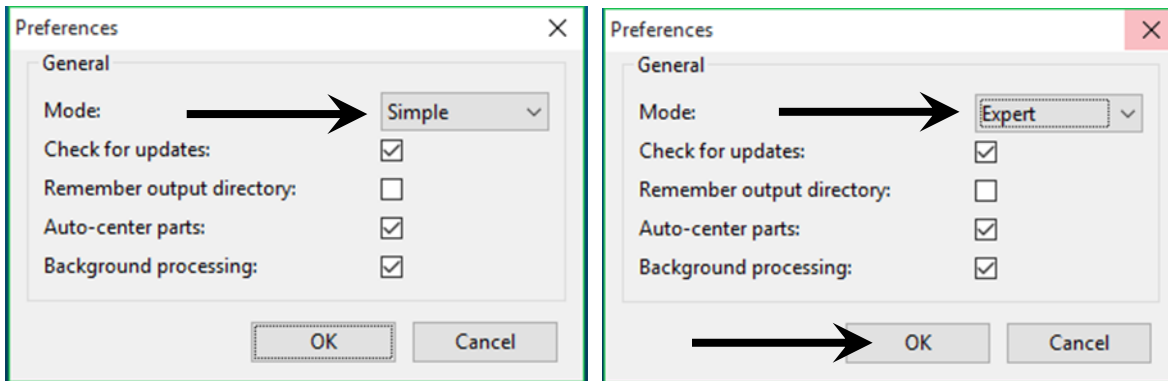 Preferences
General
Mode: Simple
Check for updates:
Remember output directory:
Auto-center parts:
Background processing:
OK Cancel
Preferences
General
Mode: Expert
Check for updates:
Remember output directory:
Auto-center parts:
Background processing:
OK Cancel